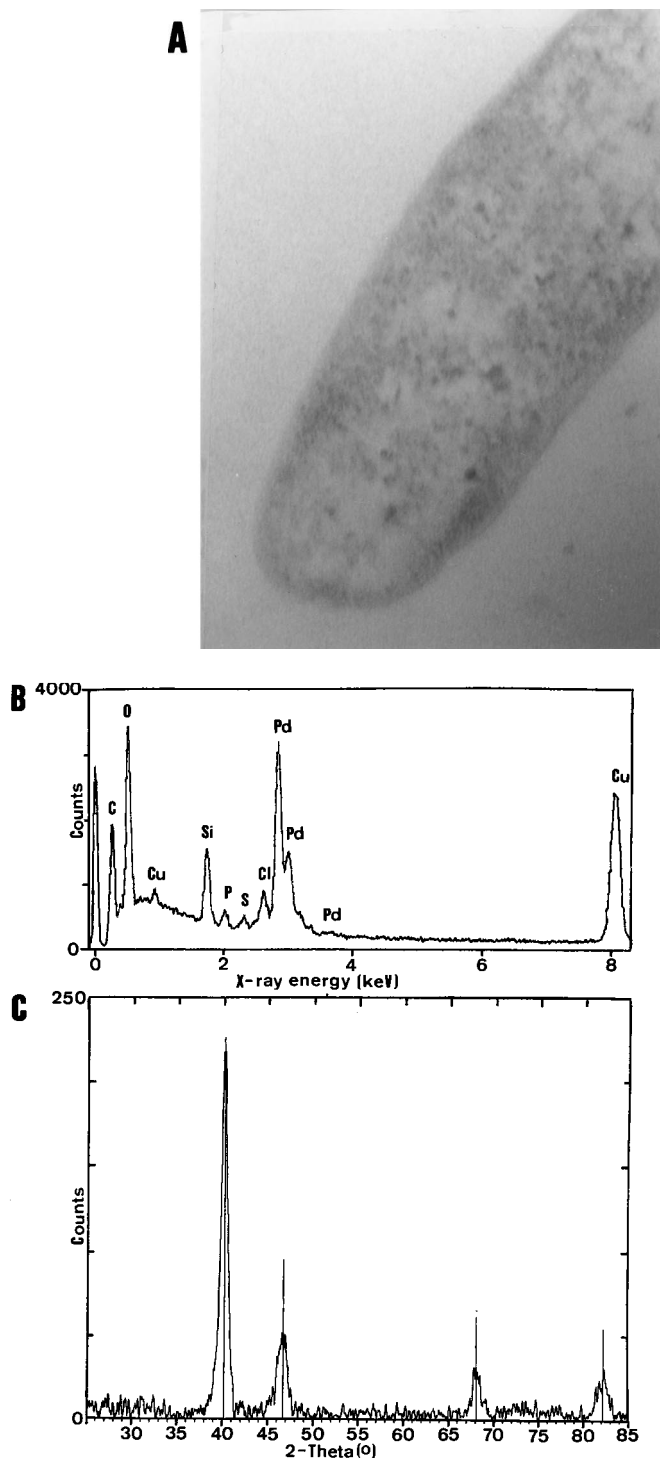 A
B
4000
O
Pd
C
Cu
Si
Pd
Cu
P
S
Cl
Pd
Counts
0
0 2 4 6 8
X-ray energy (keV)
C
250
Counts
0
30 35 40 45 50 55 60 65 70 75 80 85
2-Theta(o)